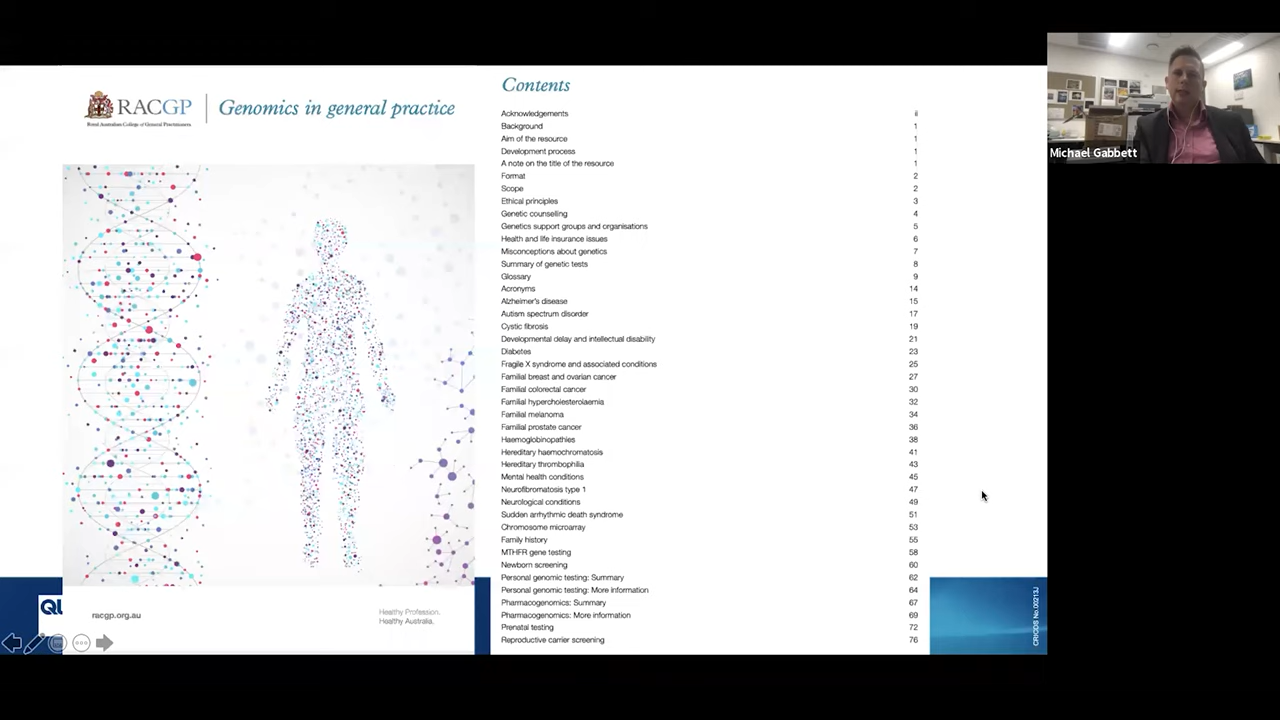 RACGP
Royal Australian College of General Practitioners
Genomics in general practice
racgp.org.au
Healthy Profession.
Healthy Australia.
Contents
Acknowledgements ii
Background 1
Aim of the resource 1
Development process 1
A note on the title of the resource 1
Format 2
Scope 2
Ethical principles 3
Genetic counselling 4
Genetics support groups and organisations 5
Health and life insurance issues 6
Misconceptions about genetics 7
Summary of genetic tests 8
Glossary 9
Acronyms 14
Alzheimer's disease 15
Autism spectrum disorder 17
Cystic fibrosis 19
Developmental delay and intellectual disability 21
Diabetes 23
Fragile X syndrome and associated conditions 25
Familial breast and ovarian cancer 27
Familial colorectal cancer 30
Familial hypercholesterolaemia 32
Familial melanoma 34
Familial prostate cancer 36
Haemoglobinopathies 38
Hereditary haemochromatosis 41
Hereditary thrombophilia 43
Mental health conditions 45
Neurofibromatosis type 1 47
Neurological conditions 49
Sudden arrhythmic death syndrome 51
Chromosome microarray 53
Family history 55
MTHFR gene testing 58
Newborn screening 60
Personal genomic testing: Summary 62
Personal genomic testing: More information 64
Pharmacogenomics: Summary 67
Pharmacogenomics: More information 69
Prenatal testing 72
Reproductive carrier screening 76
CRICOS No.00213J
Michael Gabbett